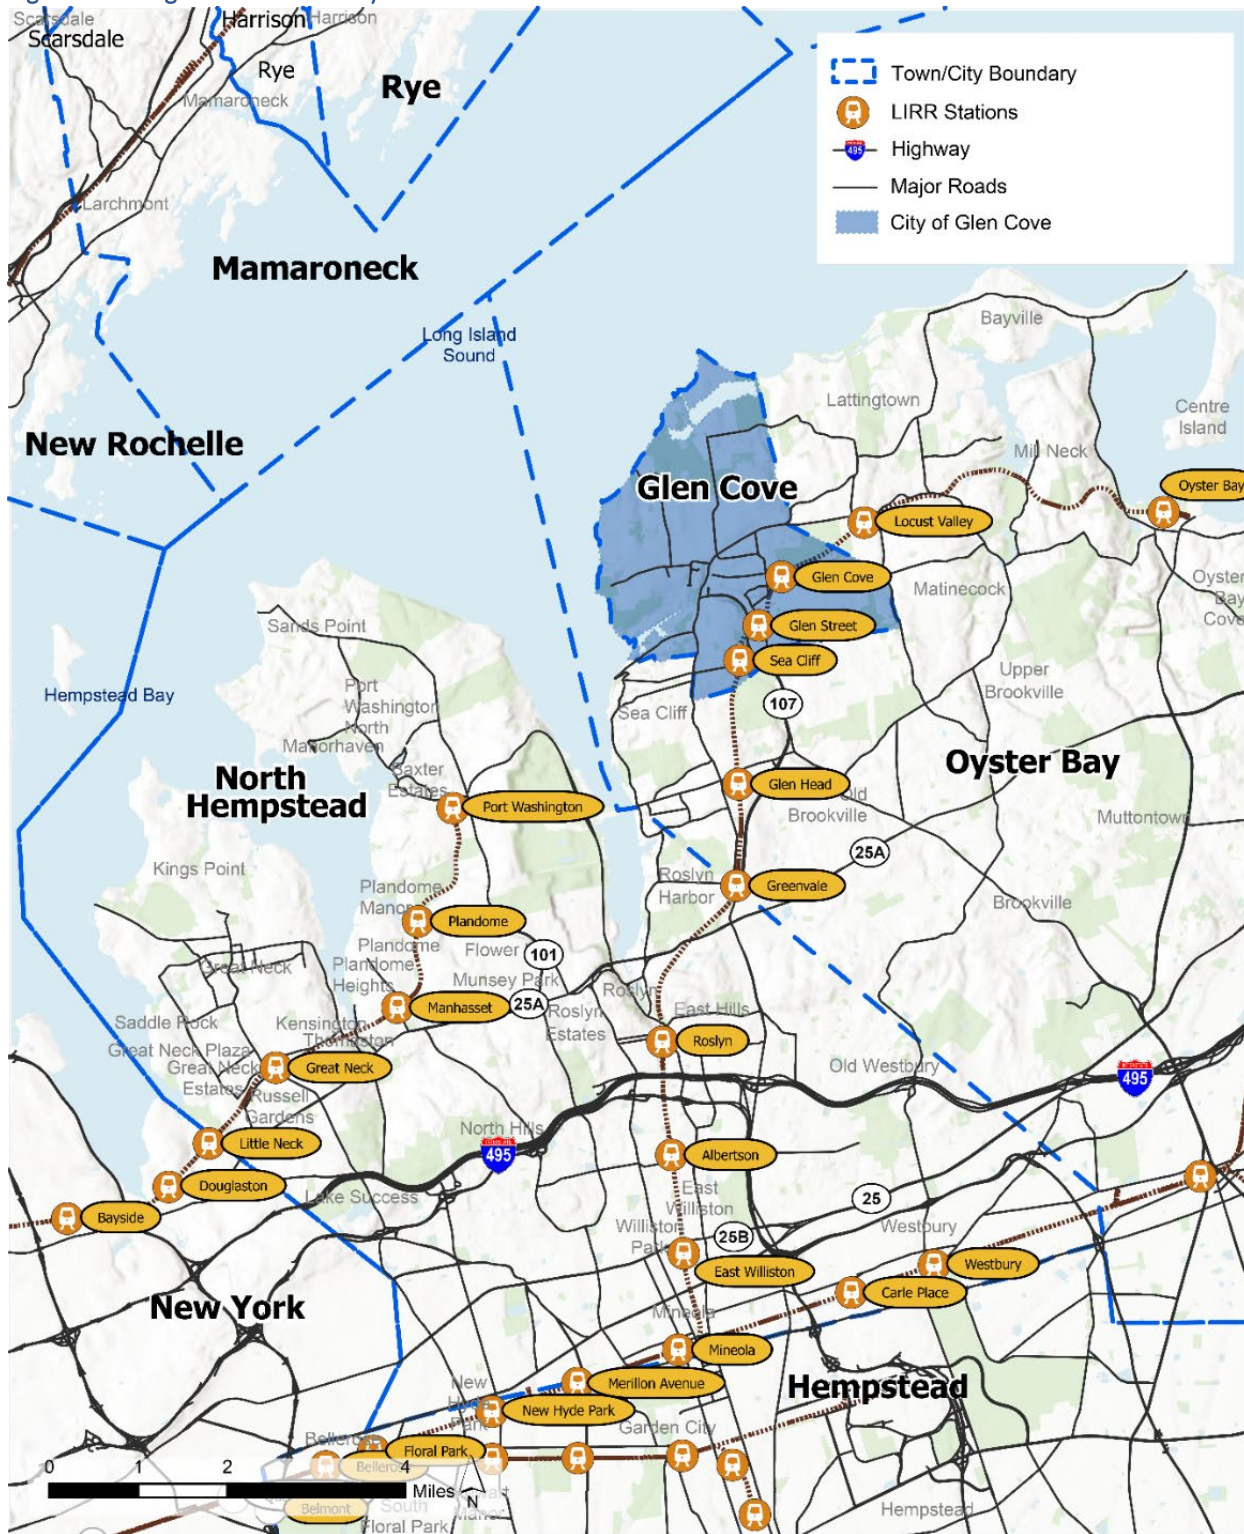 Scarsdale
Scarsdale
Harrison
Harrison
Rye
Rye
Mamaroneck
Larchmont
Mamaroneck
New Rochelle
Long Island
Sound
Town/City Boundary
LIRR Stations
495
Highway
Major Roads
City of Glen Cove
Bayville
Lattingtown
Centre
Island
Mill Neck
Glen Cove
Oyster Bay
Locust Valley
Glen Cove
Matinecock
Oyster
Bay
Cove
Glen Street
Sea Cliff
Sands Point
Upper
Brookville
Hempstead Bay
Port
Washington
North
Manorhaven
Sea Cliff
107
North
Hempstead
Baxter
Estates
Port Washington
Oyster Bay
Glen Head
Old
Brookville
Muttontown
25A
Kings Point
Roslyn
Harbor
Greenvale
Brookville
Plandome
Manor
Plandome
Flower
101
Plandome
Plandome
Heights
Munsey Park
Great Neck
Manhasset
25A
Roslyn
Roslyn
Estates
East Hills
Saddle Rock
Kensington
Thomaston
Roslyn
Great Neck Plaza
Great Neck
Estates
Great Neck
Russell
Gardens
Old Westbury
495
North Hills
495
Little Neck
Albertson
Douglaston
Lake Success
East
Williston
25
Bayside
Williston
Park
25B
Westbury
East Williston
Westbury
New York
Carle Place
Mineola
Mineola
Merillon Avenue
Hempstead
New
Hyde
Park
New Hyde Park
Garden City
Floral Park
Belmont
South
Floral Park
Hempstead
0
1
2
4
Miles
N